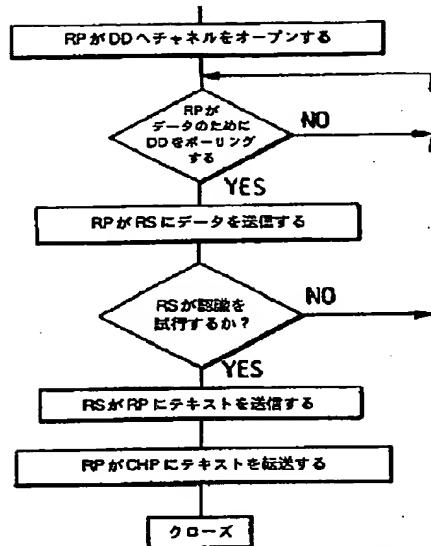 RPがDDへチャネルをオープンする
RPが
データのために
DDをポーリング
する
NO
YES
RPがRSにデータを送信する
RSが認識を
試行するか?
NO
YES
RSがRPにテキストを送信する
RPがCHPにテキストを転送する
クローズ